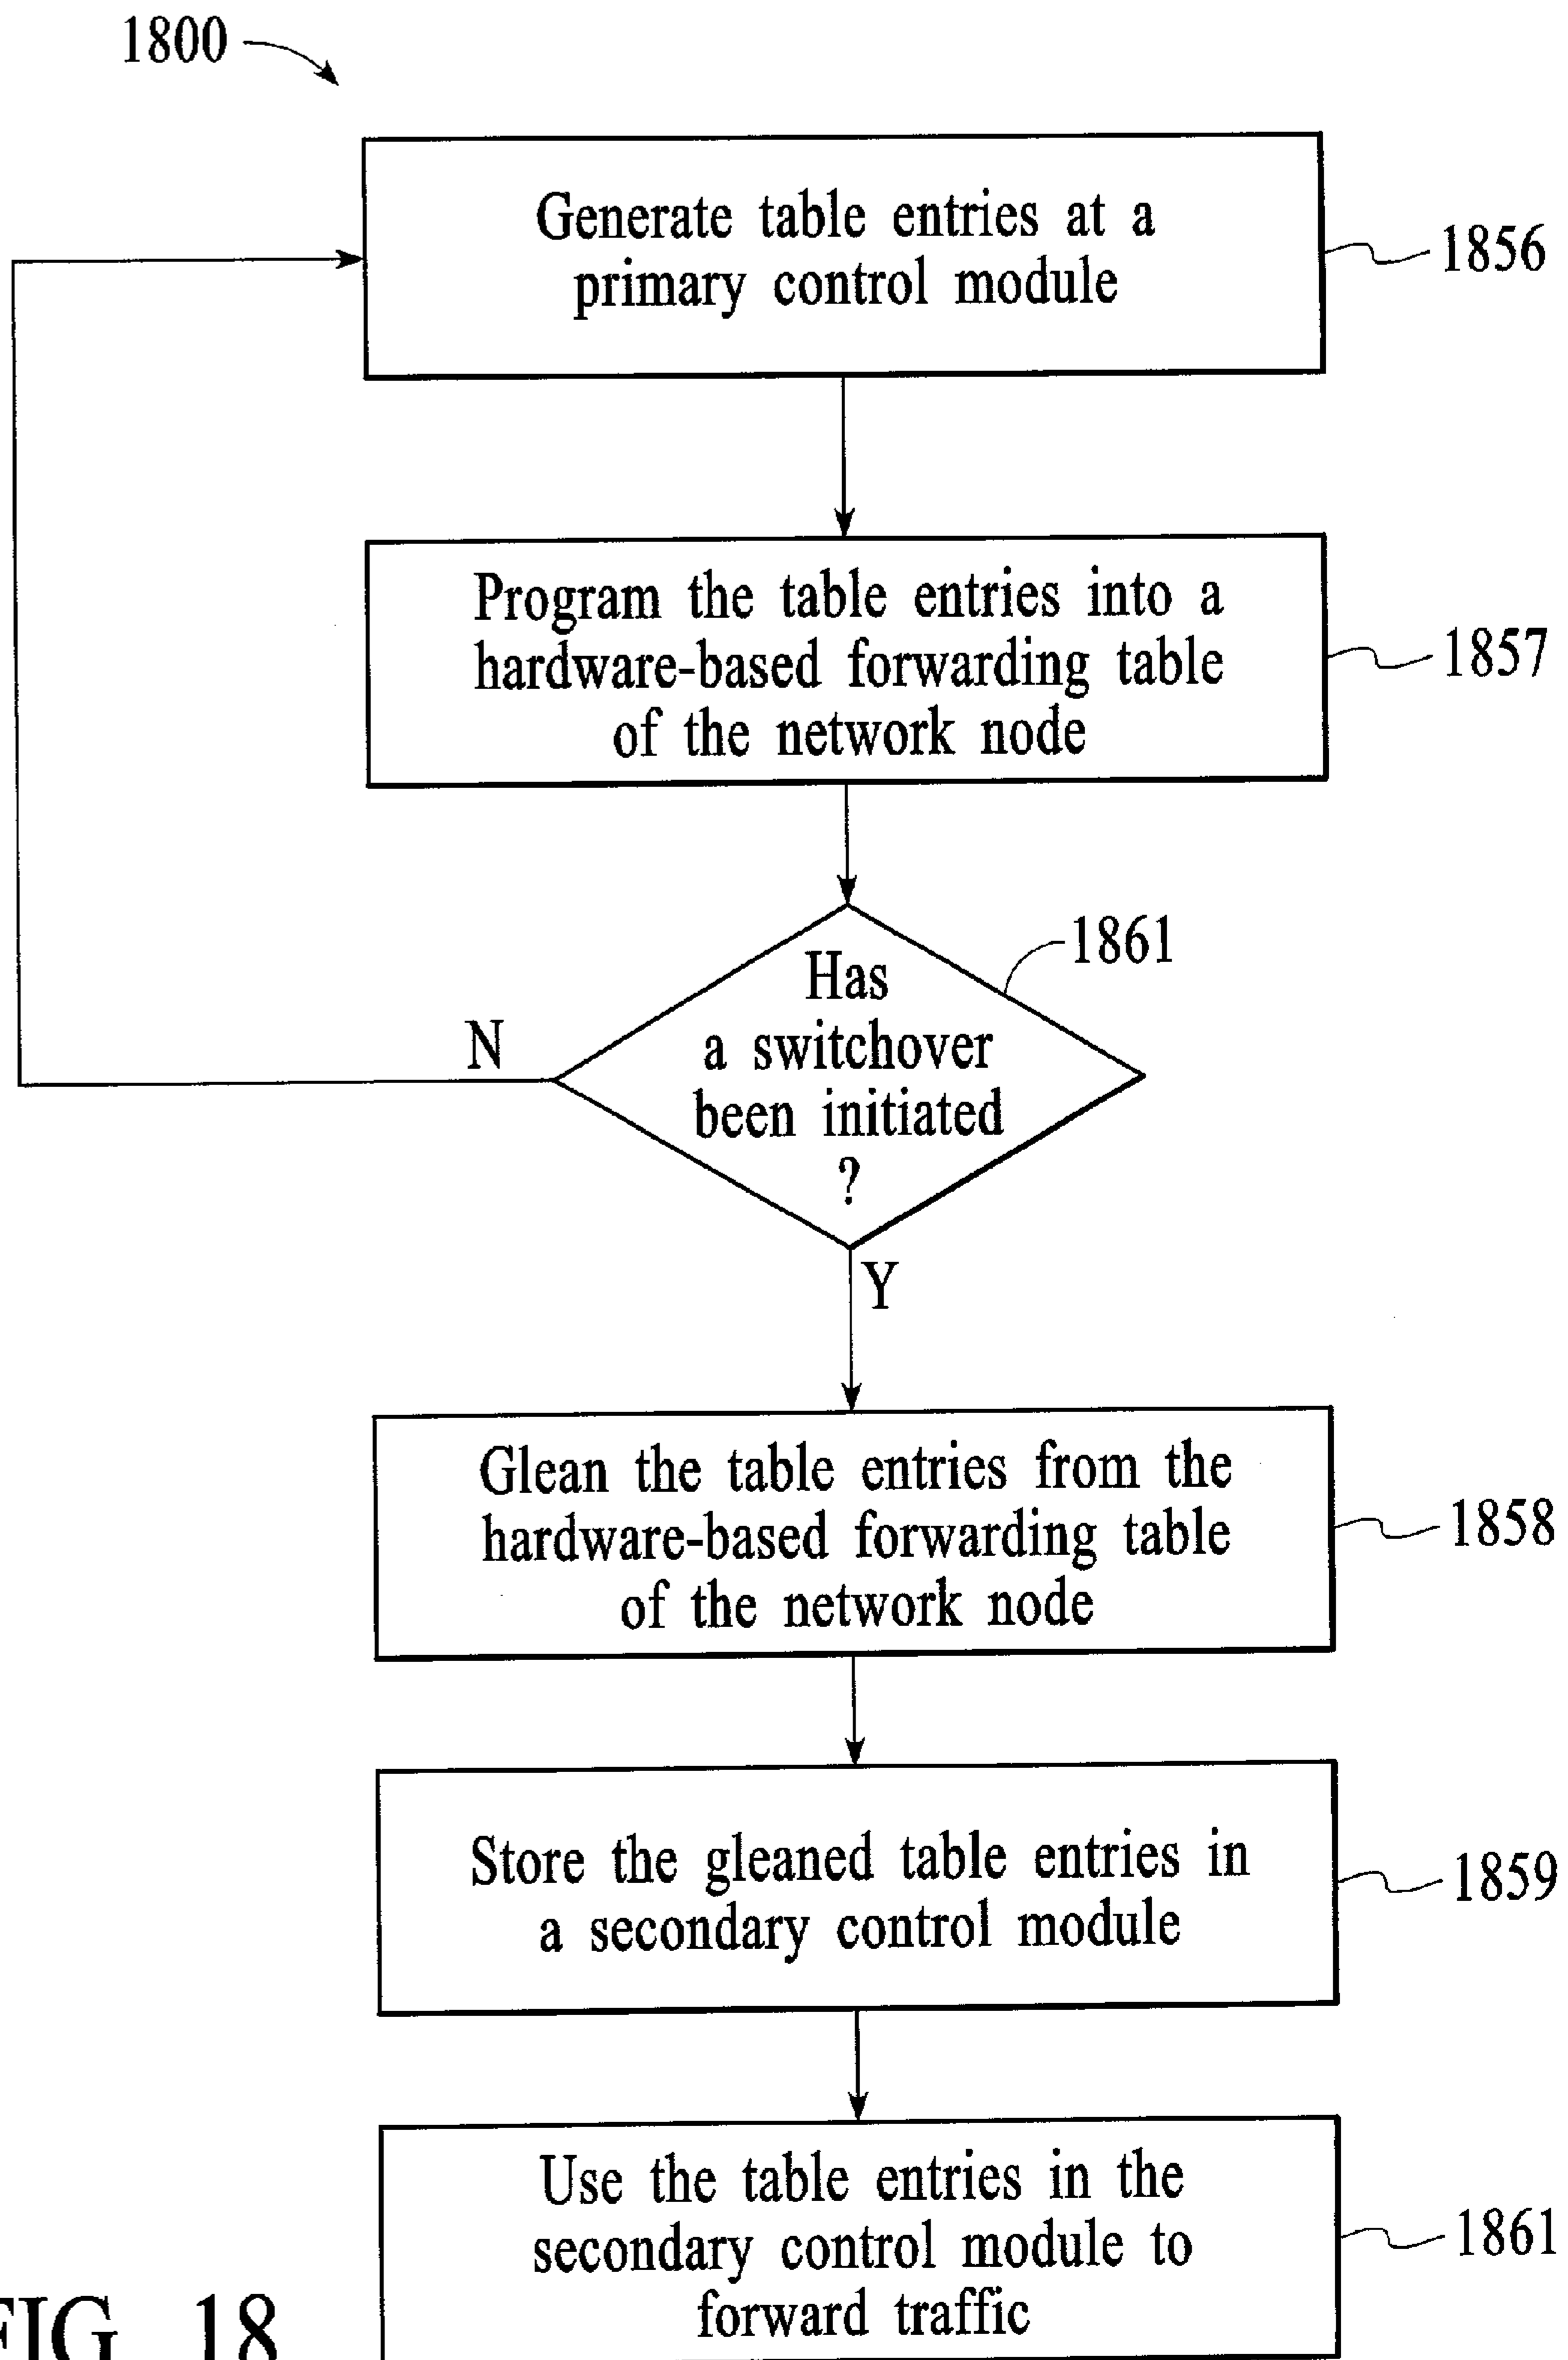 1800
Generate table entries at a
primary control module
1856
Program the table entries into a
hardware-based forwarding table
of the network node
1857
1861
Has
a switchover
been initiated
?
N
Y
Glean the table entries from the
hardware-based forwarding table
of the network node
1858
Store the gleaned table entries in
a secondary control module
1859
Use the table entries in the
secondary control module to
forward traffic
1861
FIG. 18